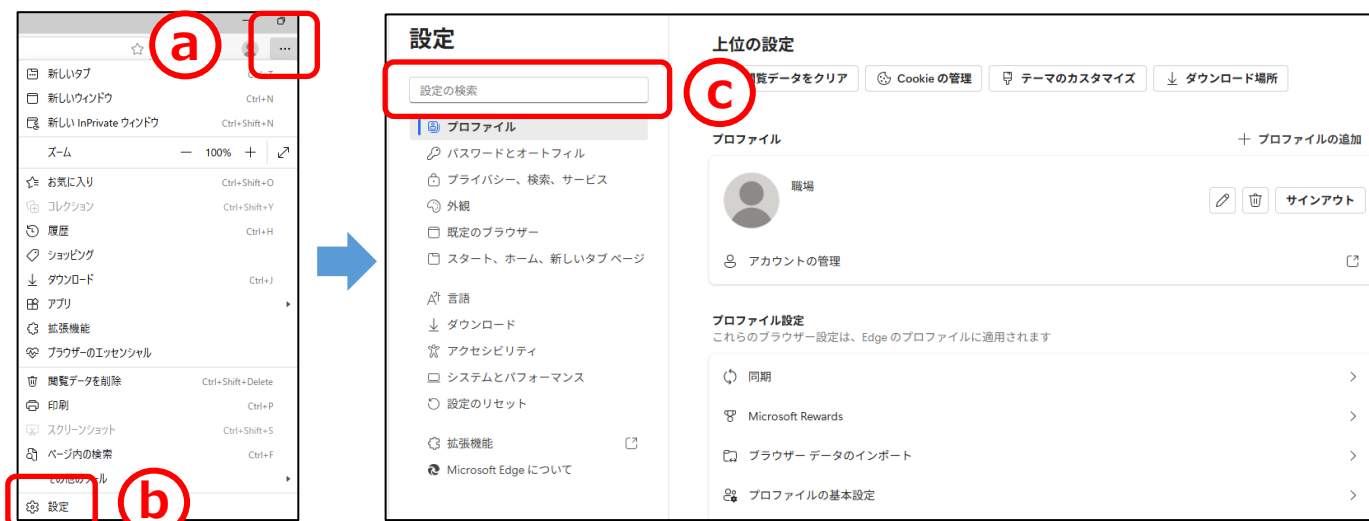 a
新しいタブ
新しいウィンドウ Ctrl+N
新しい InPrivate ウィンドウ Ctrl+Shift+N
ズーム 100%
お気に入り Ctrl+Shift+O
コレクション Ctrl+Shift+Y
履歴 Ctrl+H
ショッピング
ダウンロード Ctrl+J
アプリ
拡張機能
ブラウザーのエッセンシャル
閲覧データを削除 Ctrl+Shift+Delete
印刷 Ctrl+P
スクリーンショット Ctrl+Shift+S
ページ内の検索 Ctrl+F
その他のツール
設定
b
設定
設定の検索
c
プロファイル
パスワードとオートフィル
プライバシー、検索、サービス
外観
既定のブラウザー
スタート、ホーム、新しいタブ ページ
言語
ダウンロード
アクセシビリティ
システムとパフォーマンス
設定のリセット
拡張機能
Microsoft Edge について
上位の設定
閲覧データをクリア Cookie の管理 テーマのカスタマイズ ダウンロード場所
プロファイル プロファイルの追加
職場
サインアウト
アカウントの管理
プロファイル設定
これらのブラウザー設定は、Edge のプロファイルに適用されます
同期
Microsoft Rewards
ブラウザー データのインポート
プロファイルの基本設定